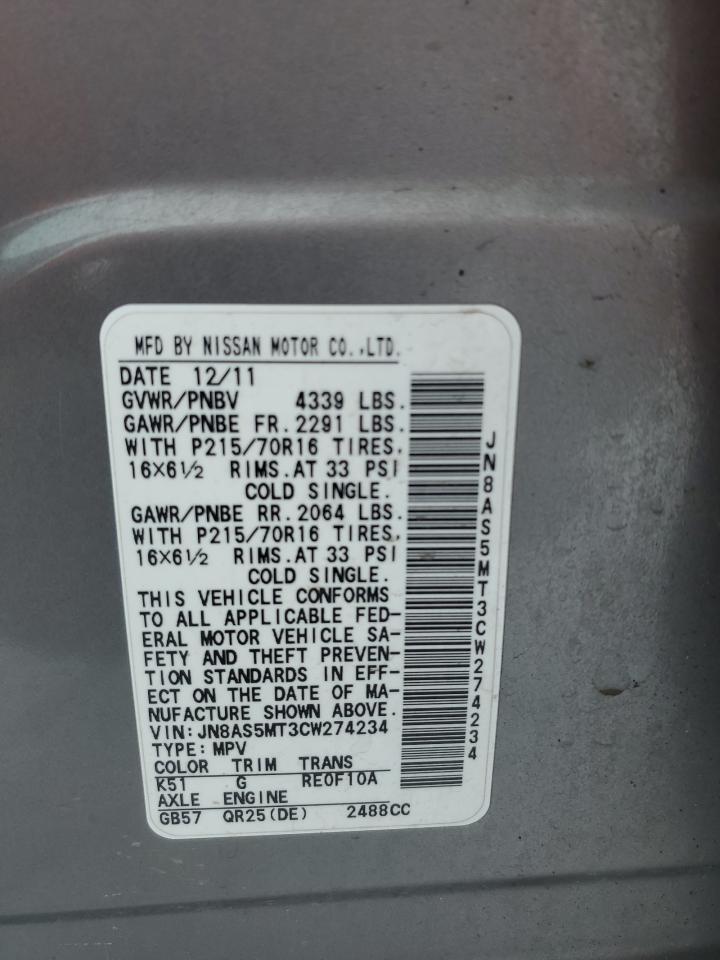 MFD BY NISSAN MOTOR CO.,LTD.
DATE 12/11
GVWR/PNBV 4339 LBS.
GAWR/PNBE FR.2291 LBS.
WITH P215/70R16 TIRES,
16×6½ RIMS.AT 33 PSI
COLD SINGLE.
GAWR/PNBE RR.2064 LBS.
WITH P215/70R16 TIRES,
16×6½ RIMS.AT 33 PSI
COLD SINGLE.
THIS VEHICLE CONFORMS
TO ALL APPLICABLE FED-
ERAL MOTOR VEHICLE SA-
FETY AND THEFT PREVEN-
TION STANDARDS IN EFF-
ECT ON THE DATE OF MA-
NUFACTURE SHOWN ABOVE.
VIN:JN8AS5MT3CW274234
TYPE:MPV
COLOR TRIM TRANS
K51 G RE0F10A
AXLE ENGINE
GB57 QR25(DE) 2488CC
JN8AS5MT3CW274234